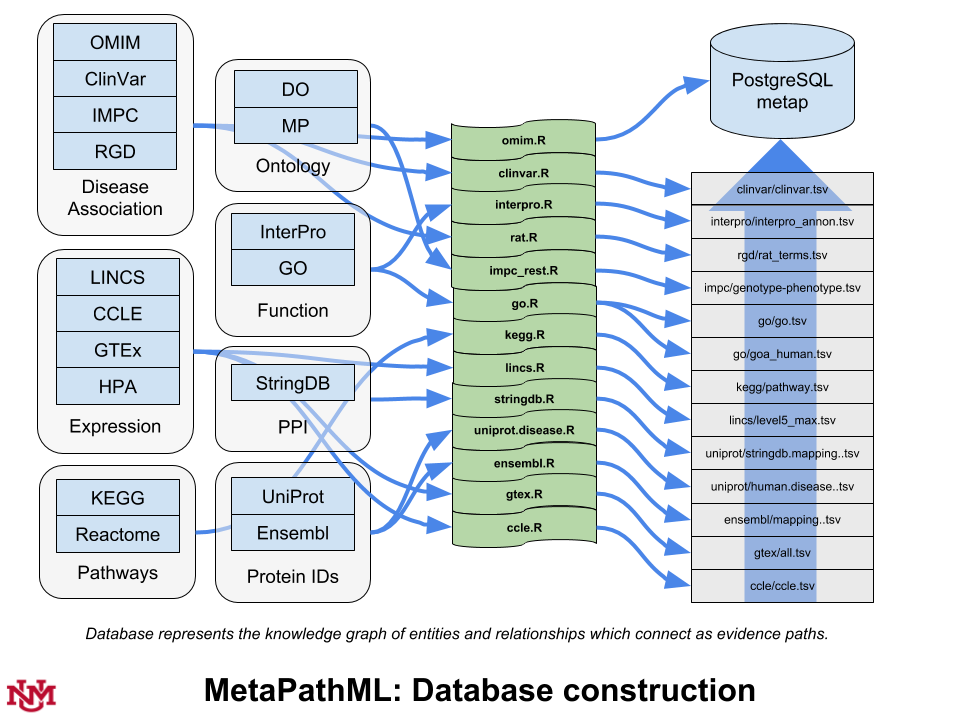 OMIM
ClinVar
IMPC
RGD
Disease
Association
LINCS
CCLE
GTEx
HPA
Expression
KEGG
Reactome
Pathways
DO
MP
Ontology
InterPro
GO
Function
StringDB
PPI
UniProt
Ensembl
Protein IDs
omim.R
clinvar.R
interpro.R
rat.R
impc_rest.R
go.R
kegg.R
lincs.R
stringdb.R
uniprot.disease.R
ensembl.R
gtex.R
ccle.R
PostgreSQL
metap
clinvar/clinvar.tsv
interpro/interpro_annon.tsv
rgd/rat_terms.tsv
impc/genotype-phenotype.tsv
go/go.tsv
go/goa_human.tsv
kegg/pathway.tsv
lincs/level5_max.tsv
uniprot/stringdb.mapping..tsv
uniprot/human.disease..tsv
ensembl/mapping..tsv
gtex/all.tsv
ccle/ccle.tsv
Database represents the knowledge graph of entities and relationships which connect as evidence paths.
MetaPathML: Database construction
NM